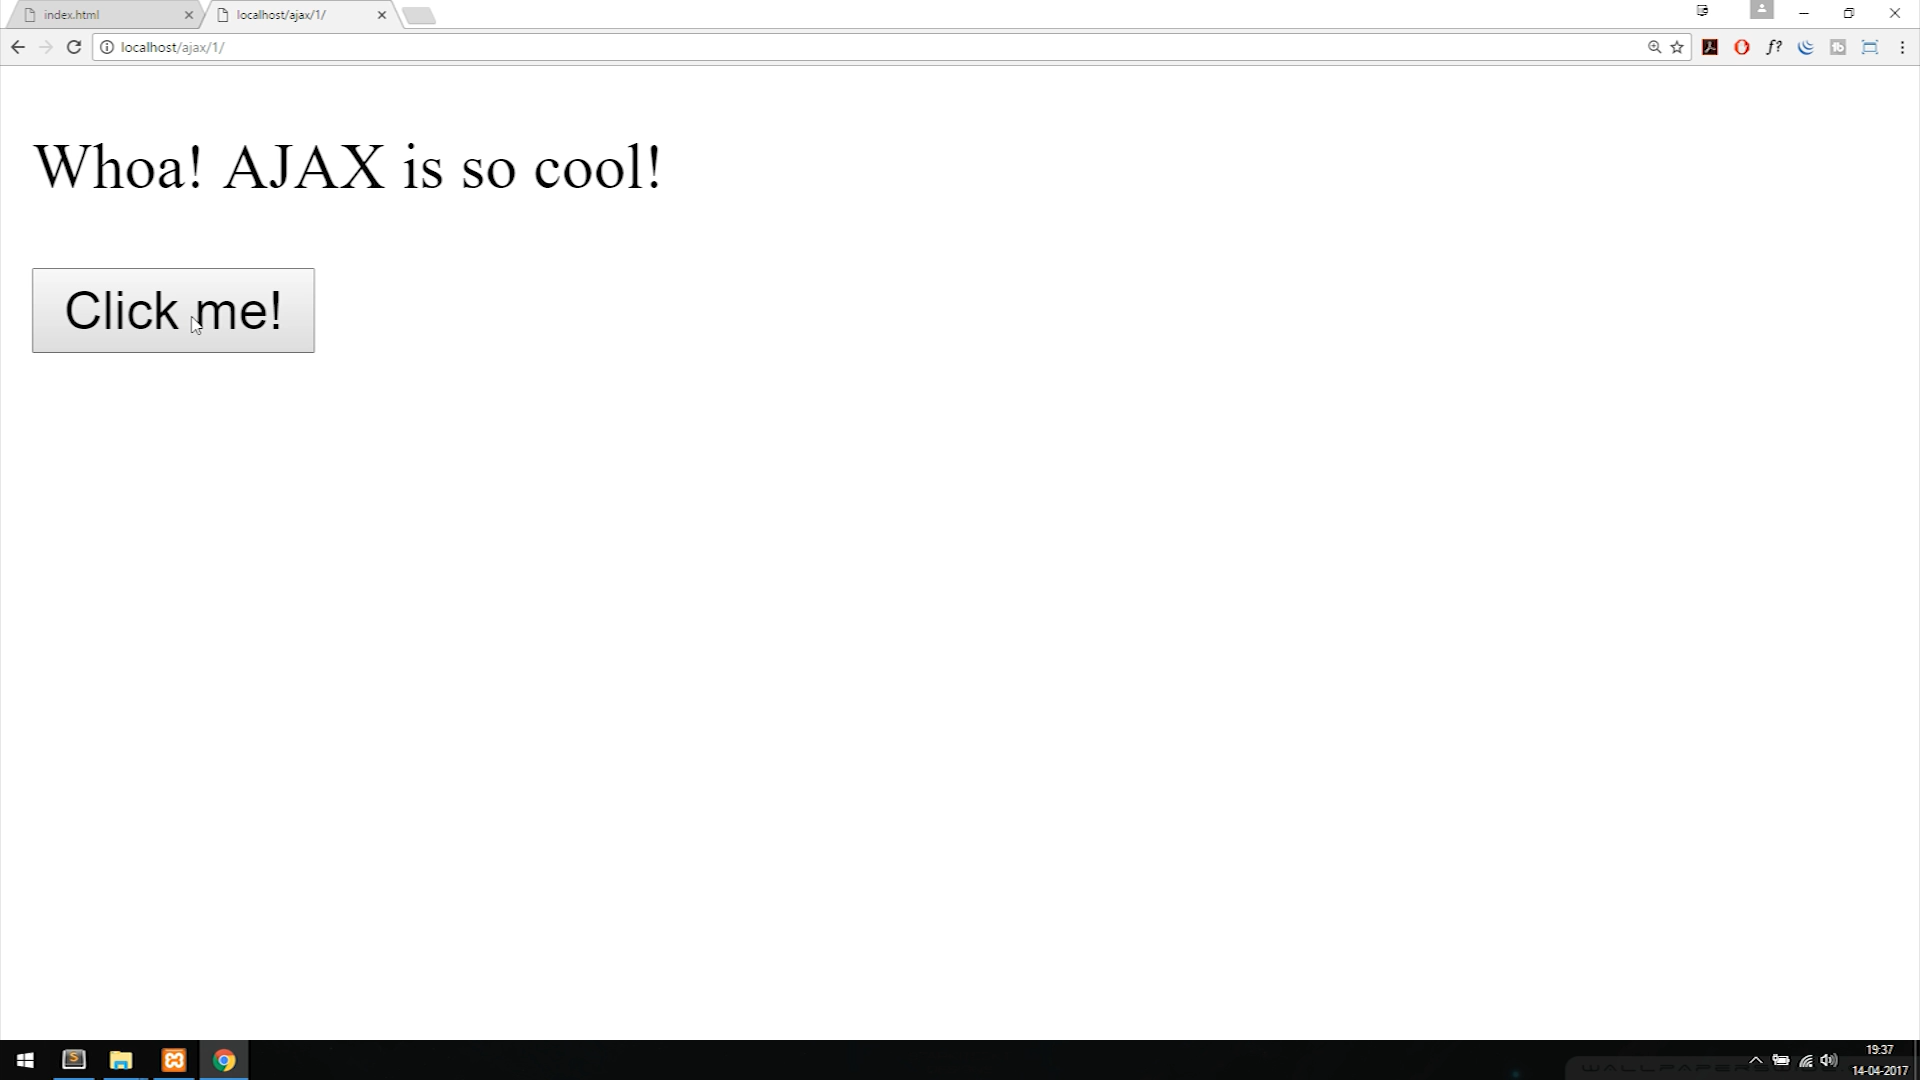 index.html
localhost/ajax/1/
localhost/ajax/1/
Whoa! AJAX is so cool!
Click me!
19:37
14-04-2017